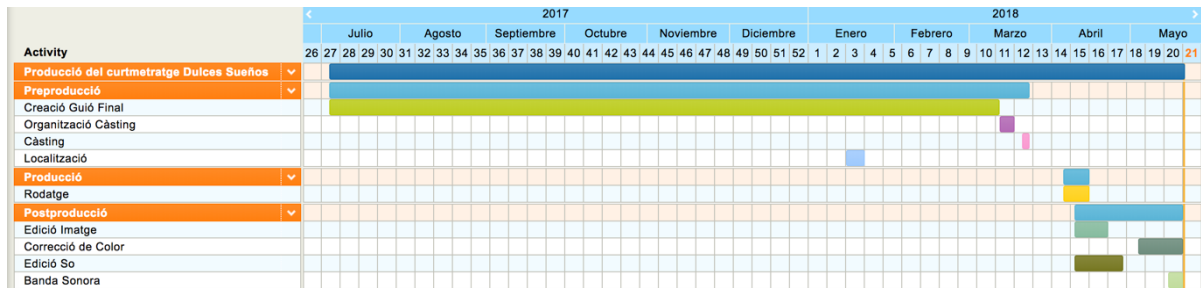 2017 2018
Julio Agosto Septiembre Octubre Noviembre Diciembre Enero Febrero Marzo Abril Mayo
Activity 26 27 28 29 30 31 32 33 34 35 36 37 38 39 40 41 42 43 44 45 46 47 48 49 50 51 52 1 2 3 4 5 6 7 8 9 10 11 12 13 14 15 16 17 18 19 20 21
Producció del curtmetratge Dulces Sueños
Preproducció
Creació Guió Final
Organització Càsting
Càsting
Localització
Producció
Rodatge
Postproducció
Edició Imatge
Correcció de Color
Edició So
Banda Sonora